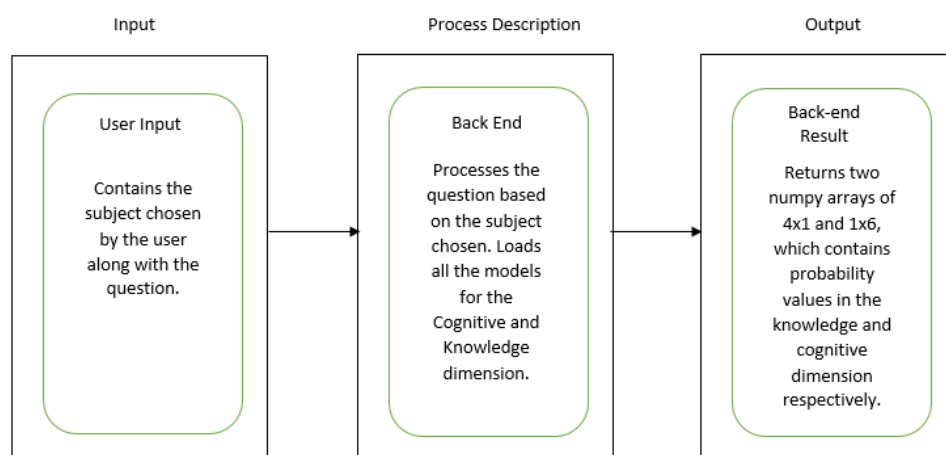 Input
User Input
Contains the
subject chosen
by the user
along with the
question.
Process Description
Back End
Processes the
question based
on the subject
chosen. Loads
all the models
for the
Cognitive and
Knowledge
dimension.
Output
Back-end
Result
Returns two
numpy arrays of
4x1 and 1x6,
which contains
probability
values in the
knowledge and
cognitive
dimension
respectively.